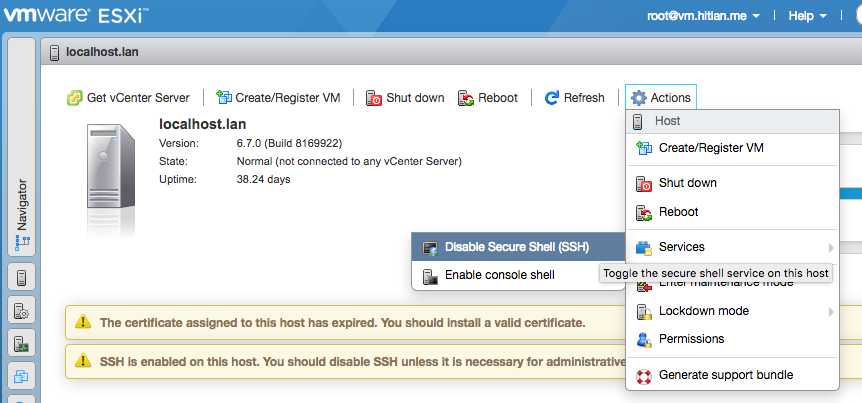 vmware ESXi™
root@vm.hitlan.me
Help
localhost.lan
Navigator
Get vCenter Server
Create/Register VM
Shut down
Reboot
Refresh
Actions
localhost.lan
Version: 6.7.0 (Build 8169922)
State: Normal (not connected to any vCenter Server)
Uptime: 38.24 days
Host
Create/Register VM
Shut down
Reboot
Services
Disable Secure Shell (SSH)
Enable console shell
Toggle the secure shell service on this host
Enter maintenance mode
Lockdown mode
Permissions
Generate support bundle
The certificate assigned to this host has expired. You should install a valid certificate.
SSH is enabled on this host. You should disable SSH unless it is necessary for administrative